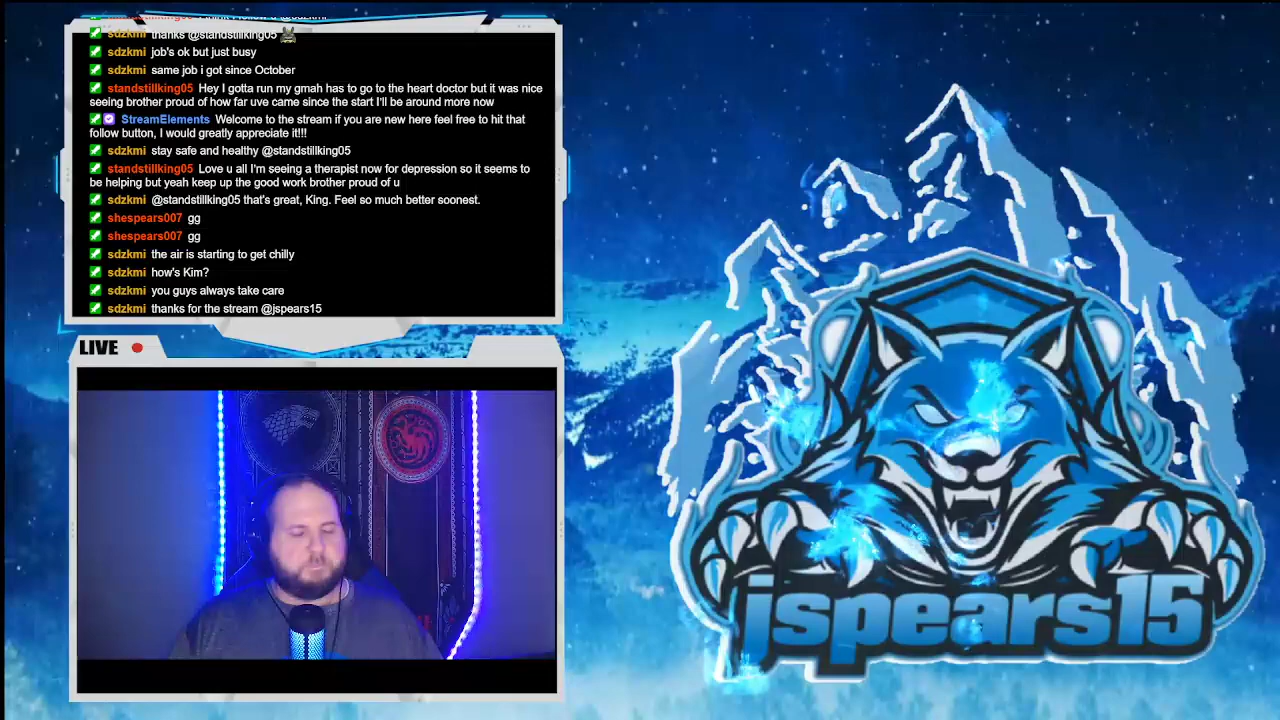 sdzkmi thanks @standstillking05
sdzkmi job's ok but just busy
sdzkmi same job i got since October
standstillking05 Hey I gotta run my gmah has to go to the heart doctor but it was nice
seeing brother proud of how far uve came since the start I'll be around more now
StreamElements Welcome to the stream if you are new here feel free to hit that
follow button, I would greatly appreciate it!!!
sdzkmi stay safe and healthy @standstillking05
standstillking05 Love u all I'm seeing a therapist now for depression so it seems to
be helping but yeah keep up the good work brother proud of u
sdzkmi @standstillking05 that's great, King. Feel so much better soonest.
shespears007 gg
shespears007 gg
sdzkmi the air is starting to get chilly
sdzkmi how's Kim?
sdzkmi you guys always take care
sdzkmi thanks for the stream @jspears15
LIVE
jspears15